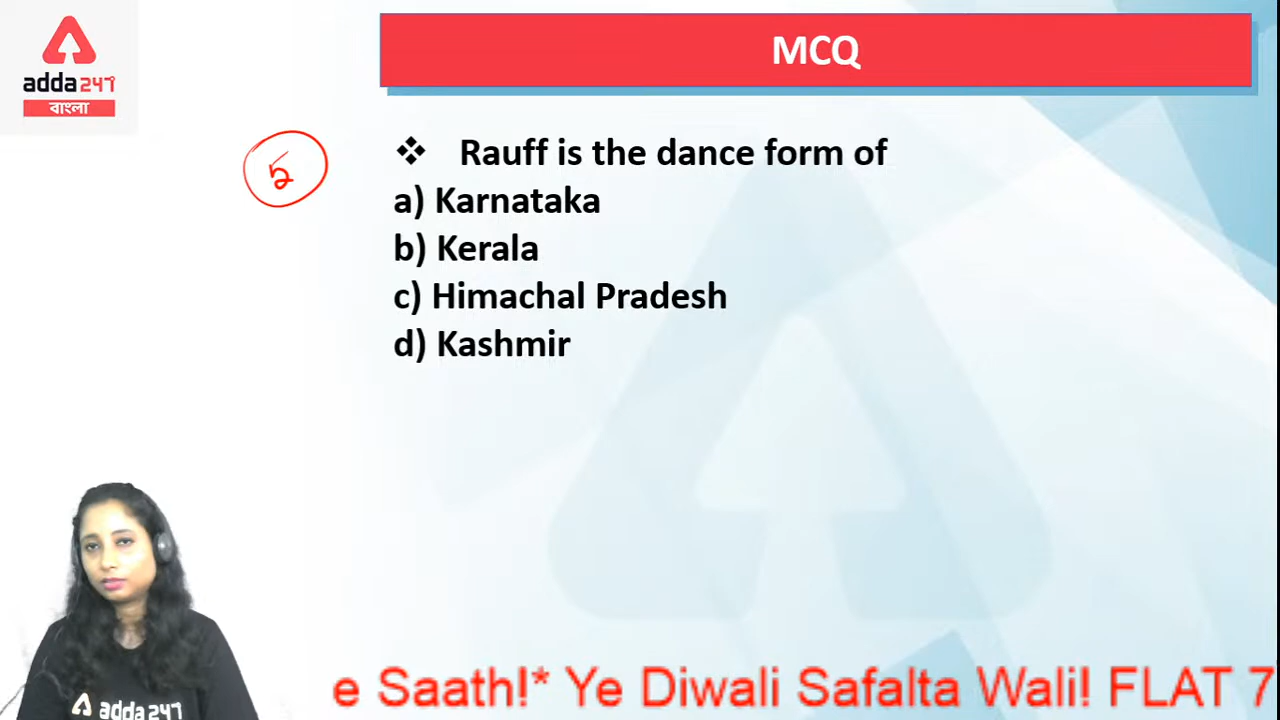 adda247
বাংলা
MCQ
5
❖ Rauff is the dance form of
a) Karnataka
b) Kerala
c) Himachal Pradesh
d) Kashmir
adda247
e Saath!* Ye Diwali Safalta Wali! FLAT 7